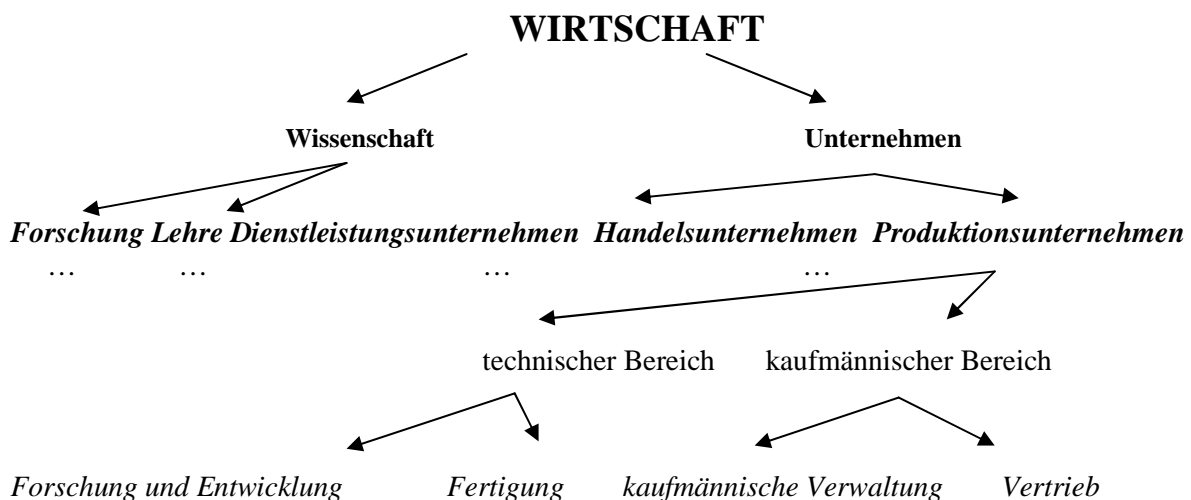 WIRTSCHAFT
Wissenschaft Unternehmen
Forschung Lehre Dienstleistungsunternehmen Handelsunternehmen Produktionsunternehmen
… … … …
technischer Bereich kaufmännischer Bereich
Forschung und Entwicklung Fertigung kaufmännische Verwaltung Vertrieb